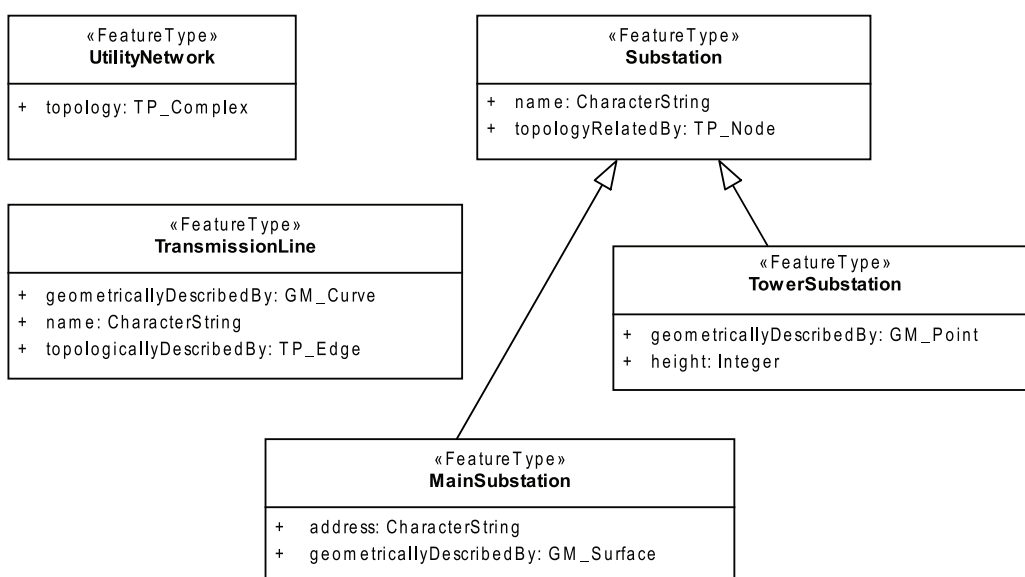 «FeatureType»
UtilityNetwork
+ topology: TP_Complex
«FeatureType»
Substation
+ name: CharacterString
+ topologyRelatedBy: TP_Node
«FeatureType»
TransmissionLine
+ geometricallyDescribedBy: GM_Curve
+ name: CharacterString
+ topologicallyDescribedBy: TP_Edge
«FeatureType»
TowerSubstation
+ geometricallyDescribedBy: GM_Point
+ height: Integer
«FeatureType»
MainSubstation
+ address: CharacterString
+ geometricallyDescribedBy: GM_Surface